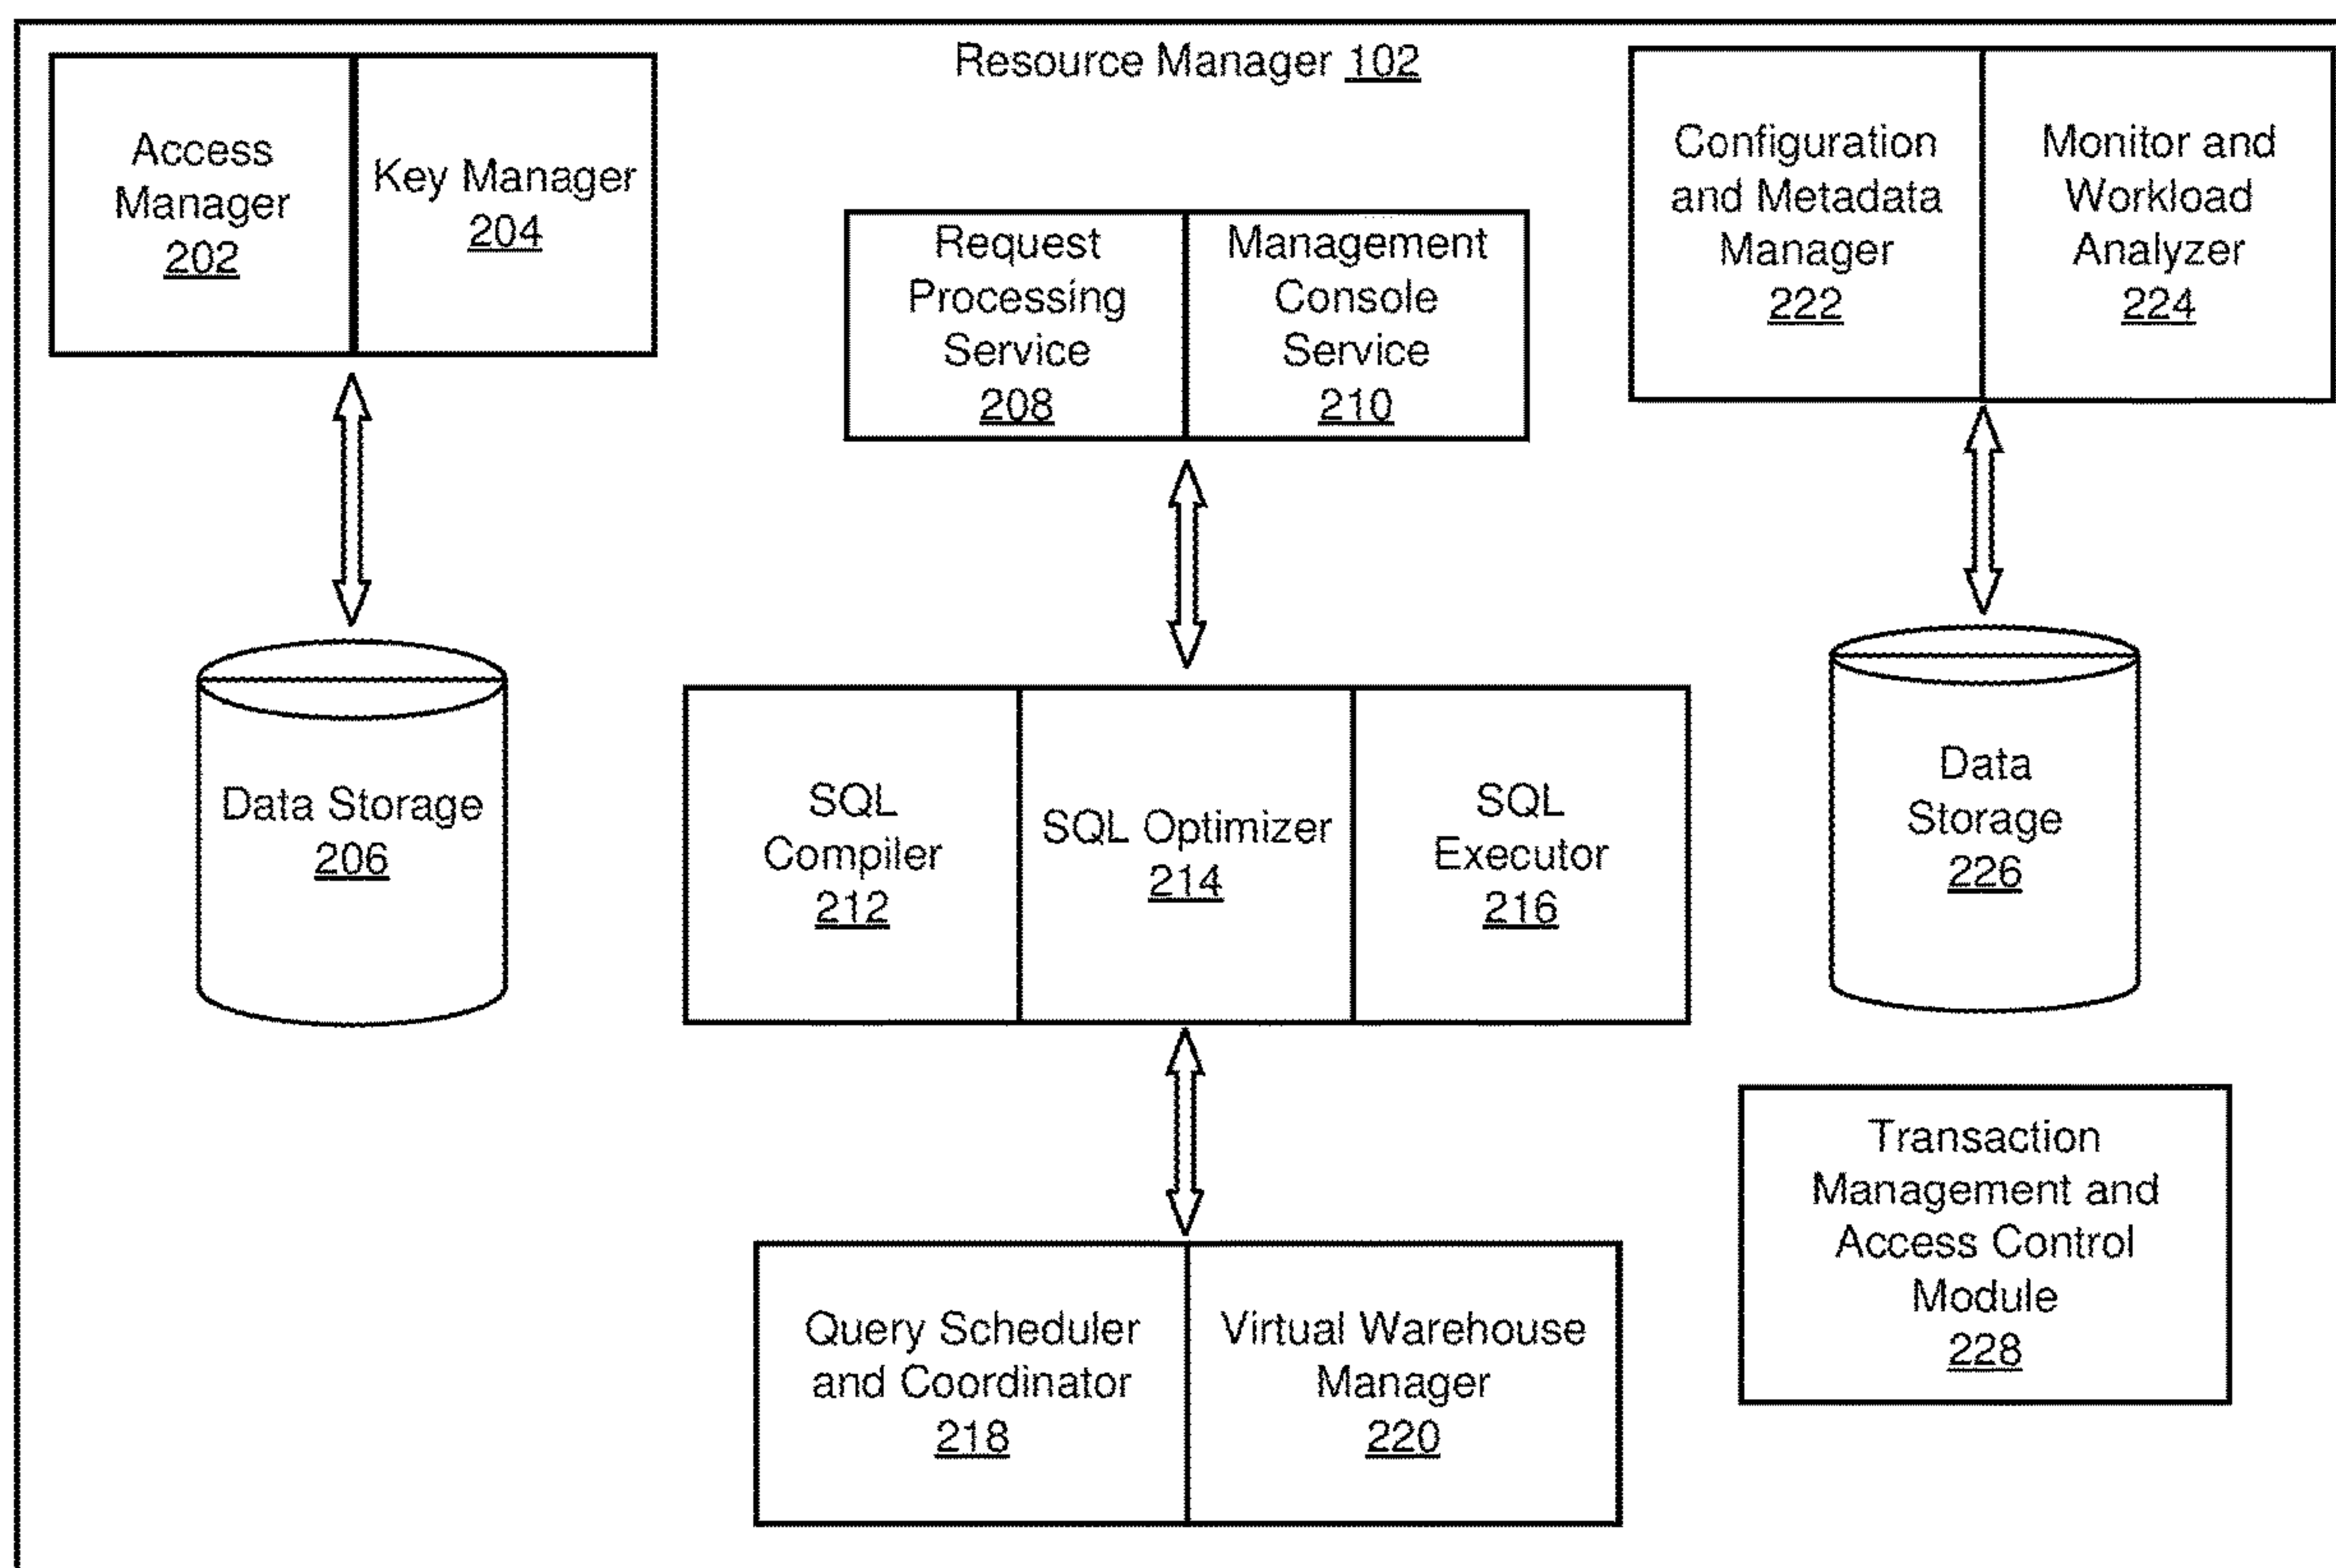 Resource Manager 102
Access
Manager
202
Key Manager
204
Request
Processing
Service
208
Management
Console
Service
210
Configuration
and Metadata
Manager
222
Monitor and
Workload
Analyzer
224
Data Storage
206
SQL
Compiler
212
SQL Optimizer
214
SQL
Executor
216
Data
Storage
226
Query Scheduler
and Coordinator
218
Virtual Warehouse
Manager
220
Transaction
Management and
Access Control
Module
228